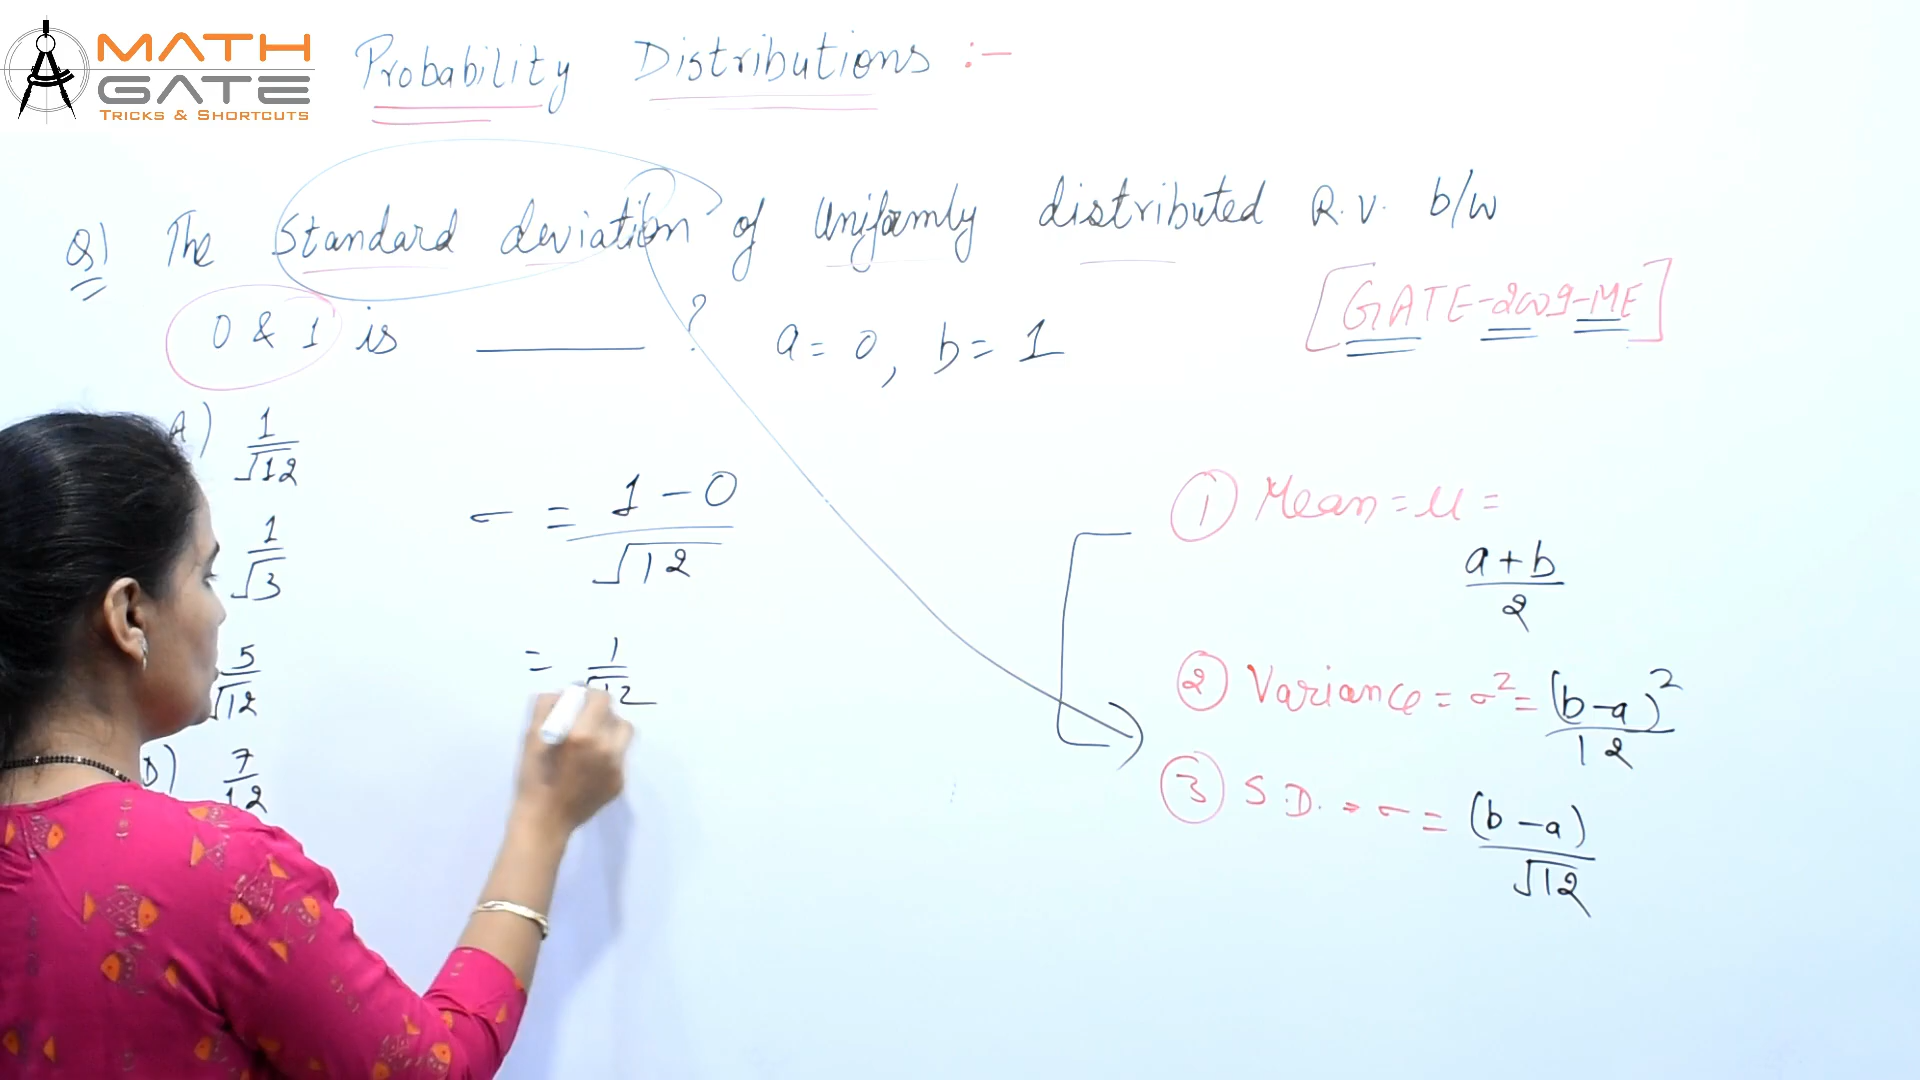 MATH
GATE
TRICKS & SHORTCUTS
Probability Distributions :-
Q) The Standard deviation of Uniformly distributed R.V. b/w
0 & 1 is ______ ? a = 0, b = 1
[GATE-2009-ME]
A) 1/√12
1/√3
5/√12
D) 7/12
σ = 1 - 0/√12
= 1/√12
① Mean = μ =
a + b/2
② Variance = σ² = (b - a)²/12
③ S.D. = σ = (b - a)/√12